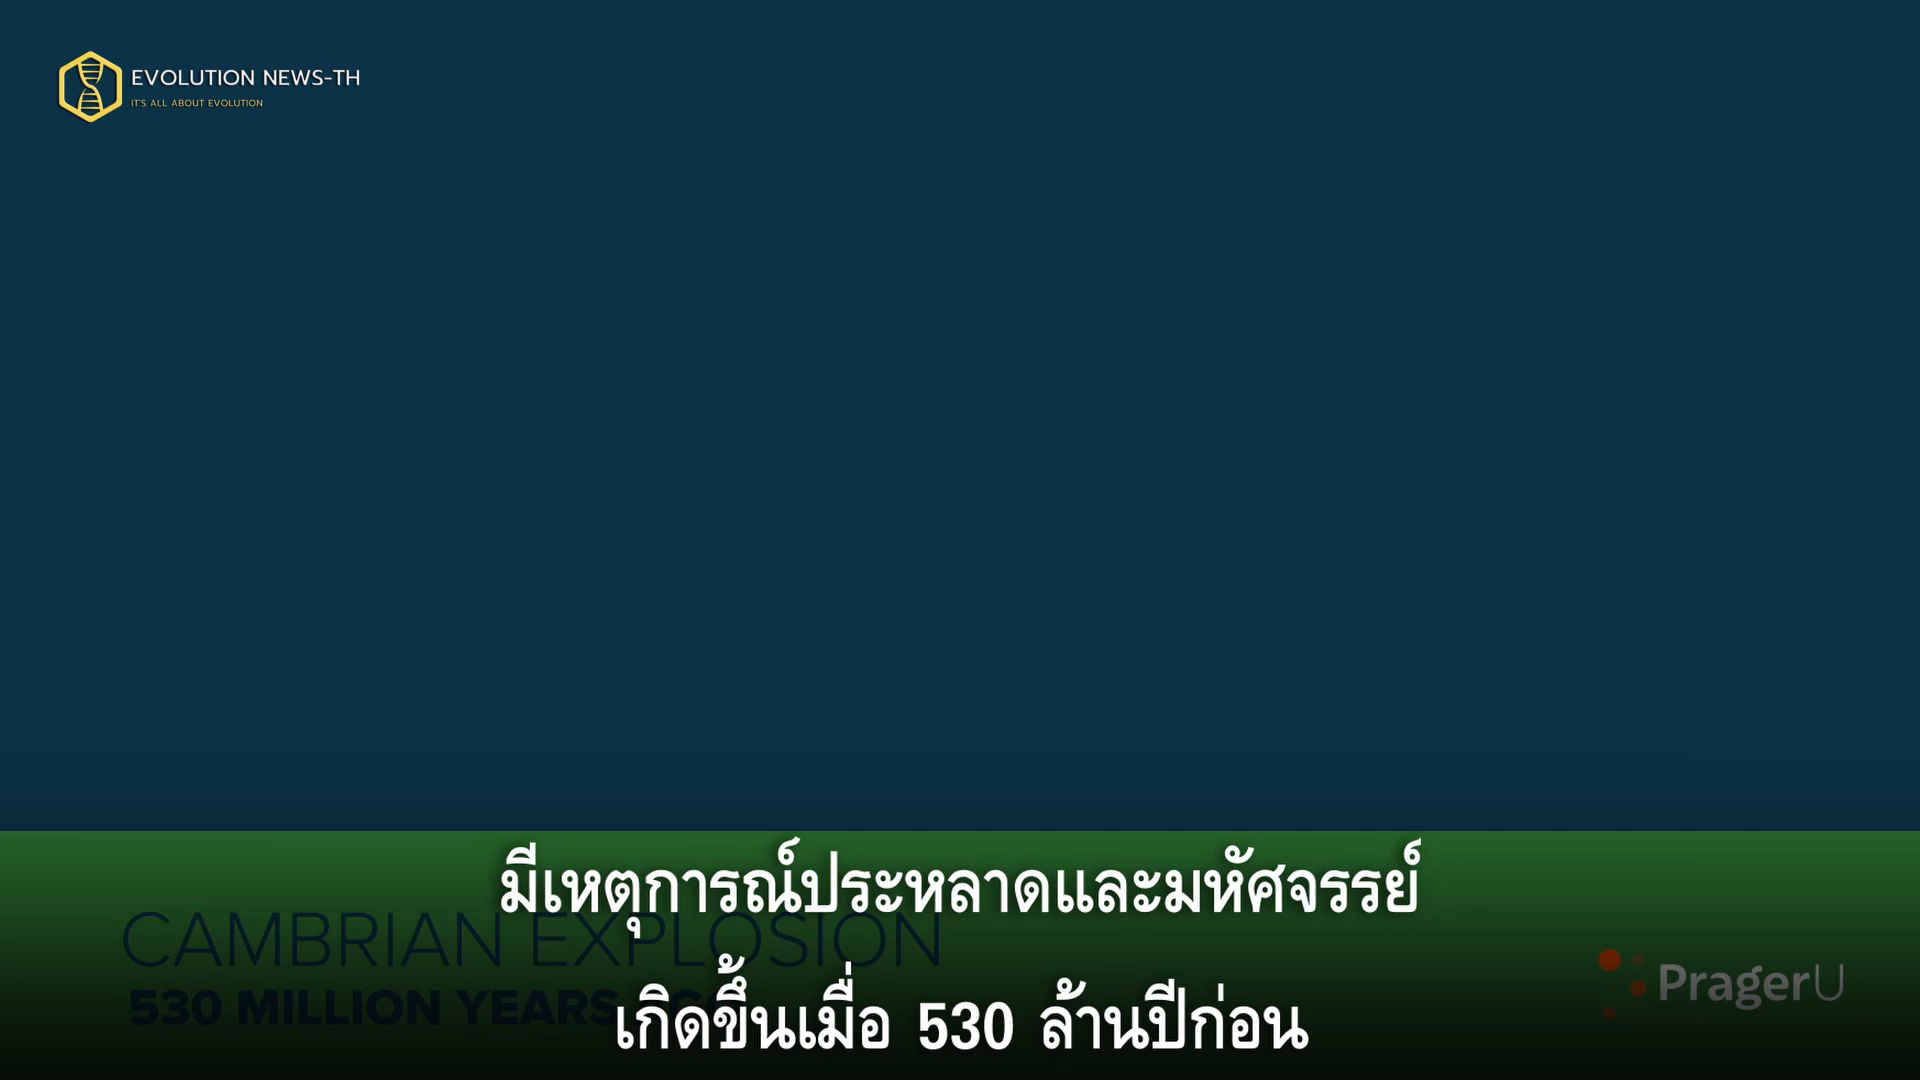 EVOLUTION NEWS-TH
IT'S ALL ABOUT EVOLUTION
มีเหตุการณ์ประหลาดและมหัศจรรย์
CAMBRIAN EXPLOSION
เกิดขึ้นเมื่อ 530 ล้านปีก่อน
530 MILLION YEARS
PragerU